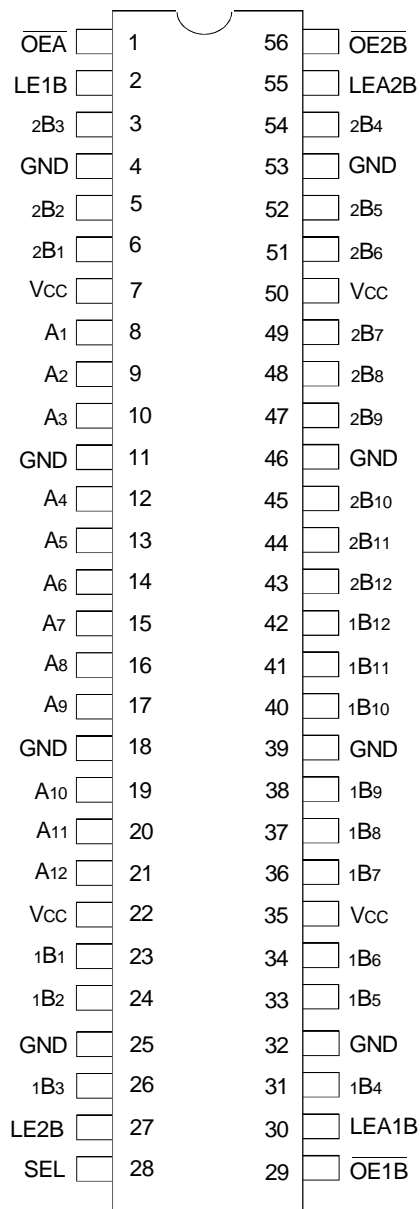 O̅E̅A̅ 1 56 O̅E̅2̅B̅
LE1B 2 55 LEA2B
2B3 3 54 2B4
GND 4 53 GND
2B2 5 52 2B5
2B1 6 51 2B6
VCC 7 50 VCC
A1 8 49 2B7
A2 9 48 2B8
A3 10 47 2B9
GND 11 46 GND
A4 12 45 2B10
A5 13 44 2B11
A6 14 43 2B12
A7 15 42 1B12
A8 16 41 1B11
A9 17 40 1B10
GND 18 39 GND
A10 19 38 1B9
A11 20 37 1B8
A12 21 36 1B7
VCC 22 35 VCC
1B1 23 34 1B6
1B2 24 33 1B5
GND 25 32 GND
1B3 26 31 1B4
LE2B 27 30 LEA1B
SEL 28 29 O̅E̅1̅B̅